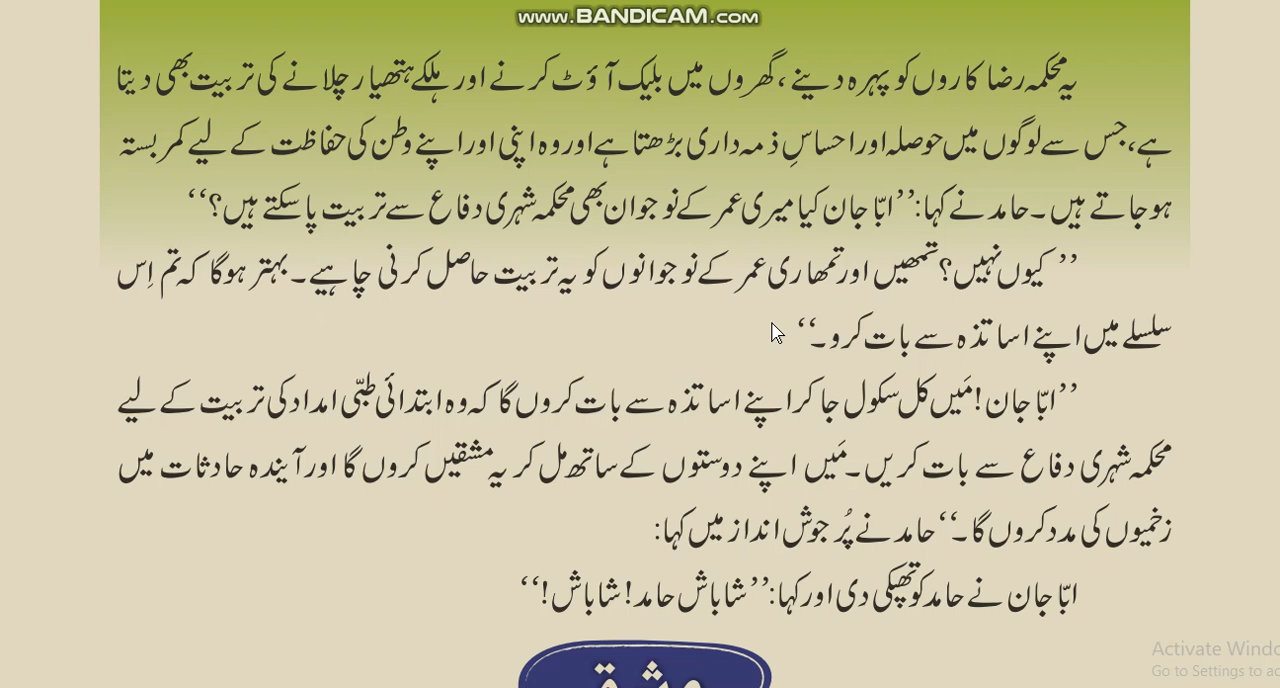 www.BANDICAM.com
یہ محکمہ رضا کاروں کو پہرہ دینے ، گھروں میں بلیک آؤٹ کرنے اور ہلکے ہتھیار چلانے کی تربیت بھی دیتا
ہے، جس سے لوگوں میں حوصلہ اور احساسِ ذمہ داری بڑھتا ہے اور وہ اپنی اور اپنے وطن کی حفاظت کے لیے کمربستہ
ہو جاتے ہیں۔ حامد نے کہا: ’’ابّا جان کیا میری عمر کے نو جوان بھی محکمہ شہری دفاع سے تربیت پا سکتے ہیں؟‘‘
’’ کیوں نہیں؟ تمھیں اور تمھاری عمر کے نو جوانوں کو یہ تربیت حاصل کرنی چاہیے۔ بہتر ہوگا کہ تم اِس
سلسلے میں اپنے اساتذہ سے بات کرو۔‘‘
’’ابّا جان! مَیں کل سکول جا کر اپنے اساتذہ سے بات کروں گا کہ وہ ابتدائی طبّی امداد کی تربیت کے لیے
محکمہ شہری دفاع سے بات کریں۔ مَیں اپنے دوستوں کے ساتھ مل کر یہ مشقیں کروں گا اور آیندہ حادثات میں
زخمیوں کی مدد کروں گا۔‘‘ حامد نے پُر جوش انداز میں کہا:
ابّا جان نے حامد کو تھپکی دی اور کہا: ’’شاباش حامد! شاباش!‘‘
مشق
Activate Windo
Go to Settings to ac